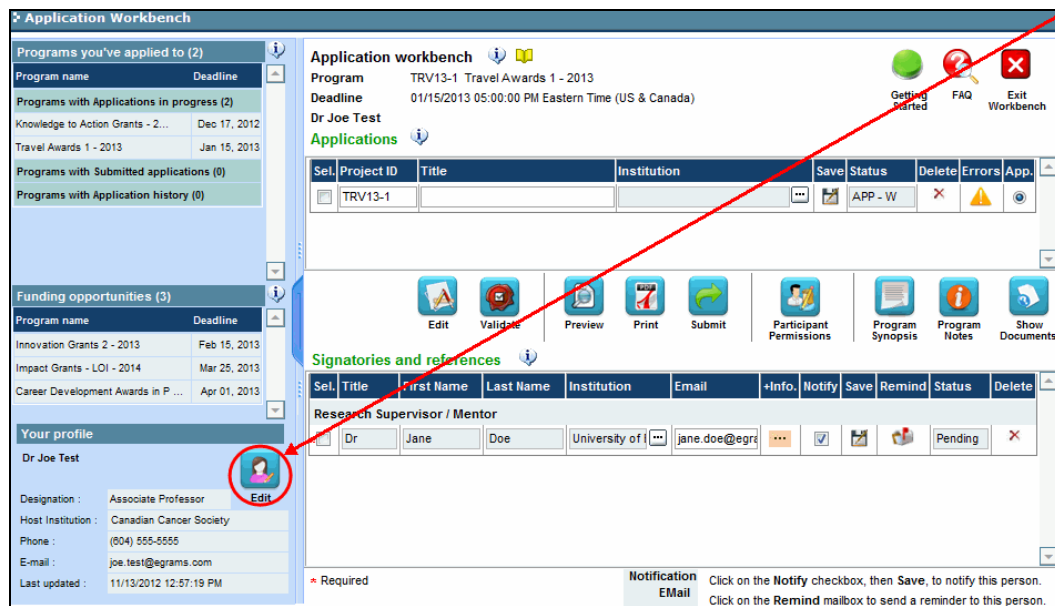 Application Workbench
Programs you've applied to (2)
Program name Deadline
Programs with Applications in progress (2)
Knowledge to Action Grants - 2... Dec 17, 2012
Travel Awards 1 - 2013 Jan 15, 2013
Programs with Submitted applications (0)
Programs with Application history (0)
Funding opportunities (3)
Program name Deadline
Innovation Grants 2 - 2013 Feb 15, 2013
Impact Grants - LOI - 2014 Mar 25, 2013
Career Development Awards in P ... Apr 01, 2013
Your profile
Dr Joe Test
Edit
Designation : Associate Professor
Host Institution : Canadian Cancer Society
Phone : (604) 555-5555
E-mail : joe.test@egrams.com
Last updated : 11/13/2012 12:57:19 PM
Application workbench
Program TRV13-1 Travel Awards 1 - 2013
Deadline 01/15/2013 05:00:00 PM Eastern Time (US & Canada)
Dr Joe Test
Getting Started FAQ Exit Workbench
Applications
Sel. Project ID Title Institution Save Status Delete Errors App.
TRV13-1 ... APP - W
Edit Validate Preview Print Submit Participant Permissions Program Synopsis Program Notes Show Documents
Signatories and references
Sel. Title First Name Last Name Institution Email +Info. Notify Save Remind Status Delete
Research Supervisor / Mentor
Dr Jane Doe University of ... jane.doe@egra ... Pending
* Required
Notification EMail
Click on the Notify checkbox, then Save, to notify this person.
Click on the Remind mailbox to send a reminder to this person.